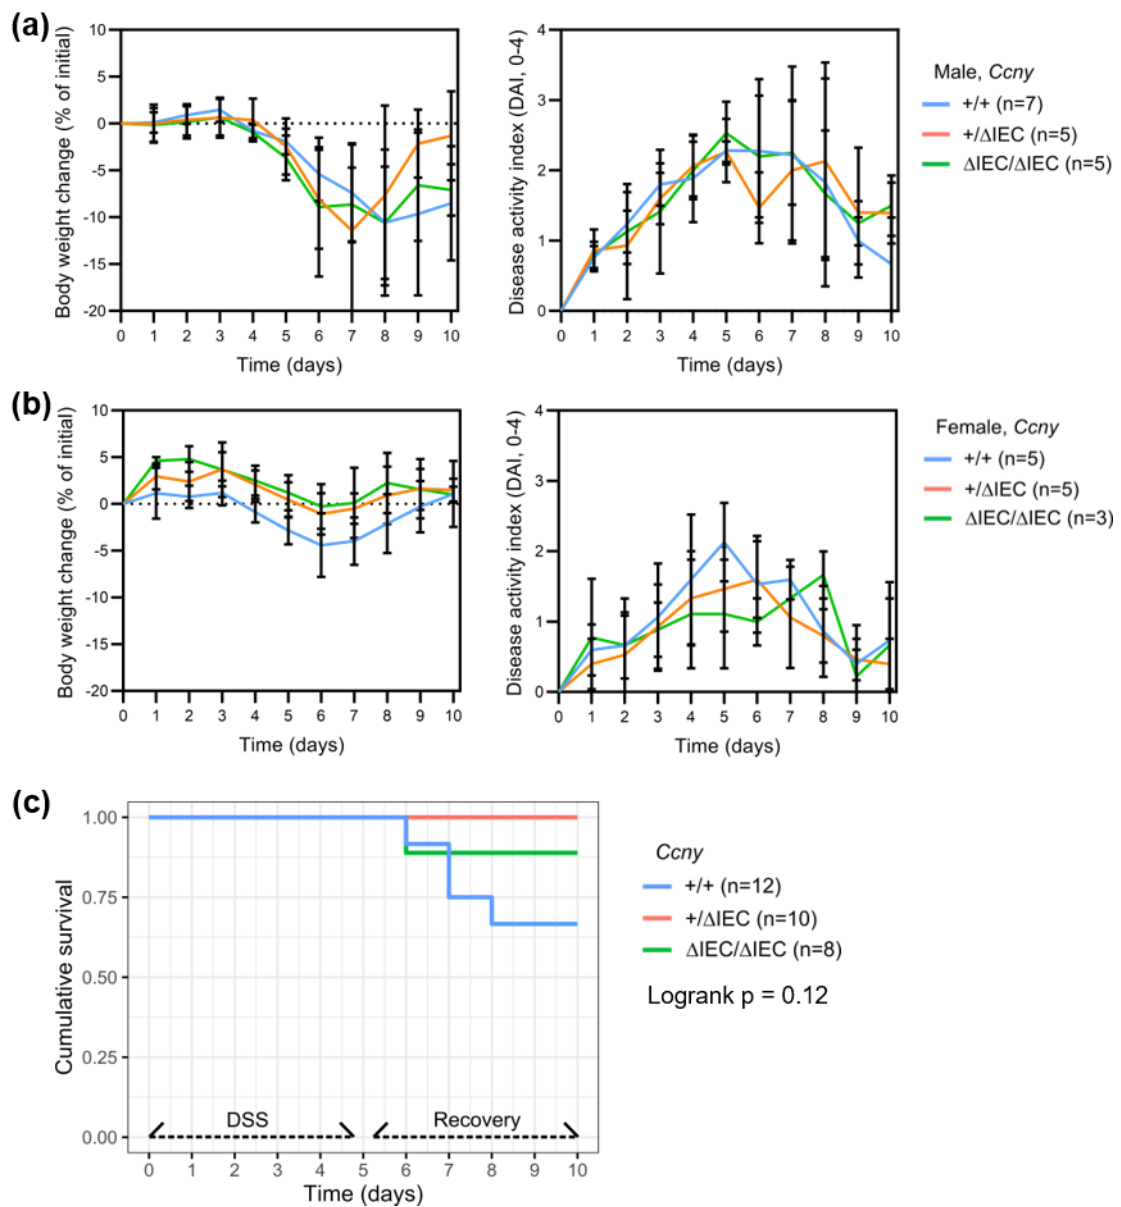 (a)
Body weight change (% of initial)
10
5
0
-5
-10
-15
-20
0 1 2 3 4 5 6 7 8 9 10
Time (days)
Disease activity index (DAI, 0-4)
4
3
2
1
0
0 1 2 3 4 5 6 7 8 9 10
Time (days)
Male, Ccny
+/+ (n=7)
+/ΔIEC (n=5)
ΔIEC/ΔIEC (n=5)
(b)
Body weight change (% of initial)
10
5
0
-5
-10
-15
-20
0 1 2 3 4 5 6 7 8 9 10
Time (days)
Disease activity index (DAI, 0-4)
4
3
2
1
0
0 1 2 3 4 5 6 7 8 9 10
Time (days)
Female, Ccny
+/+ (n=5)
+/ΔIEC (n=5)
ΔIEC/ΔIEC (n=3)
(c)
Cumulative survival
1.00
0.75
0.50
0.25
0.00
DSS
Recovery
0 1 2 3 4 5 6 7 8 9 10
Time (days)
Ccny
+/+ (n=12)
+/ΔIEC (n=10)
ΔIEC/ΔIEC (n=8)
Logrank p = 0.12